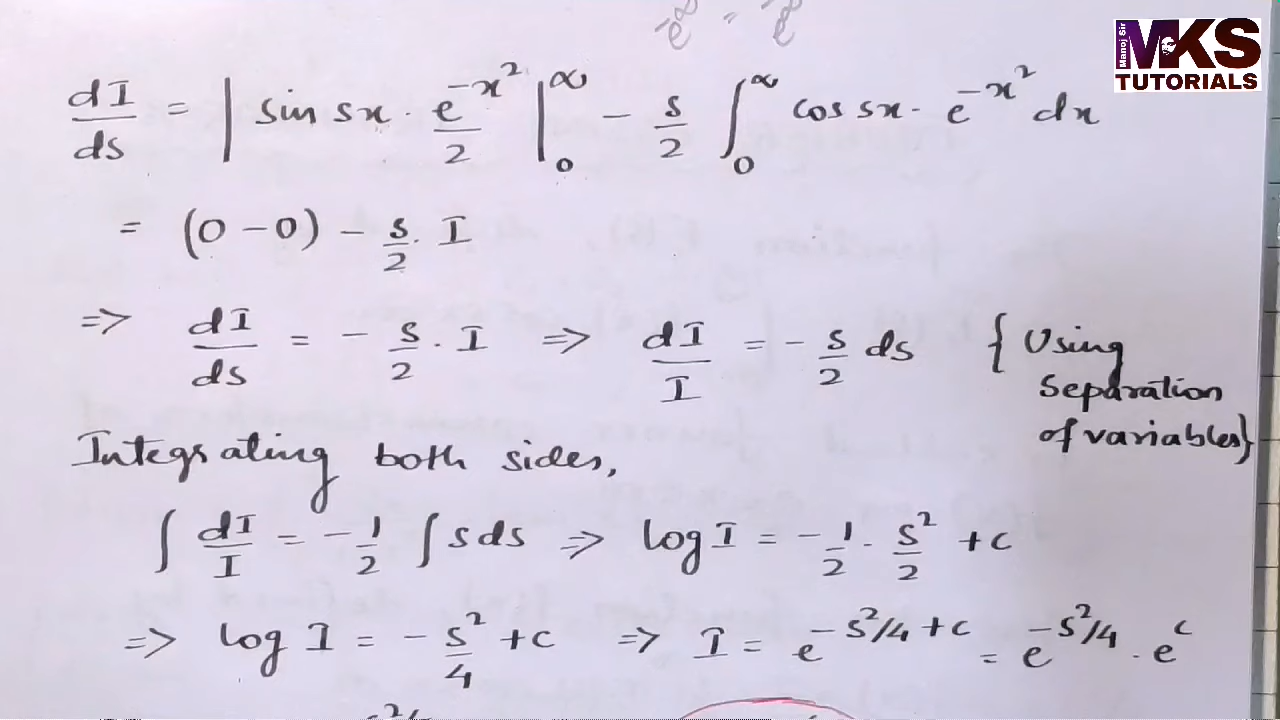 Manoj Sir
MKS
TUTORIALS
dI/ds = | sin sx · e^{-x²}/2 |_0^∞ - s/2 ∫_0^∞ cos sx · e^{-x²} dx
= (0 - 0) - s/2 · I
=> dI/ds = - s/2 · I => dI/I = - s/2 ds { Using
Separation
of variables}
Integrating both sides,
∫ dI/I = - 1/2 ∫ s ds => log I = - 1/2 · s²/2 + c
=> log I = - s²/4 + c => I = e^{-s²/4 + c} = e^{-s²/4} · e^c